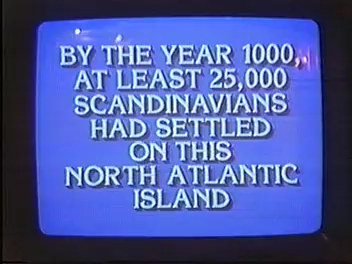 BY THE YEAR 1000,
AT LEAST 25,000
SCANDINAVIANS
HAD SETTLED
ON THIS
NORTH ATLANTIC
ISLAND